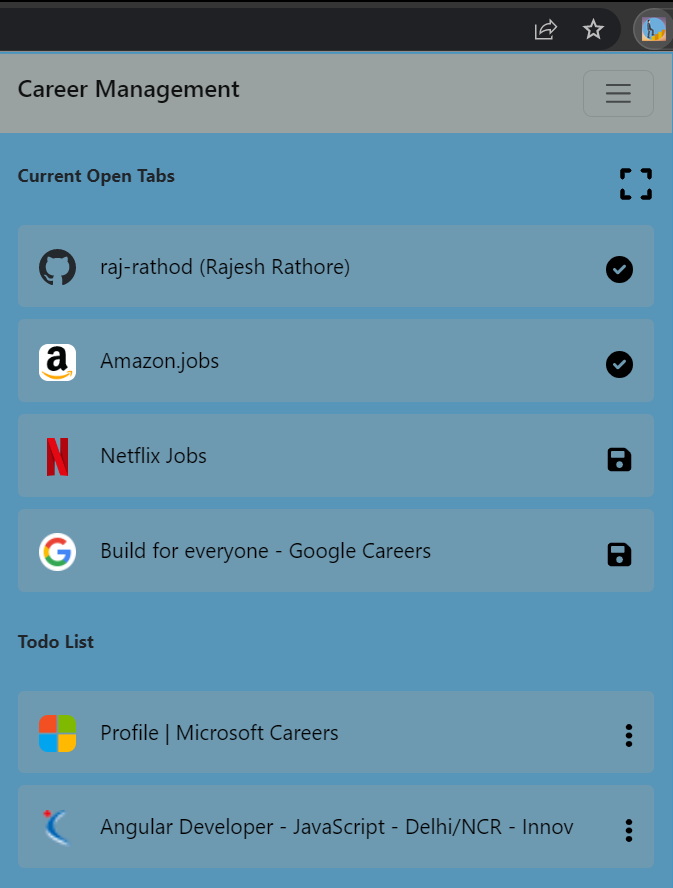 Career Management
Current Open Tabs
raj-rathod (Rajesh Rathore)
Amazon.jobs
Netflix Jobs
Build for everyone - Google Careers
Todo List
Profile | Microsoft Careers
Angular Developer - JavaScript - Delhi/NCR - Innov